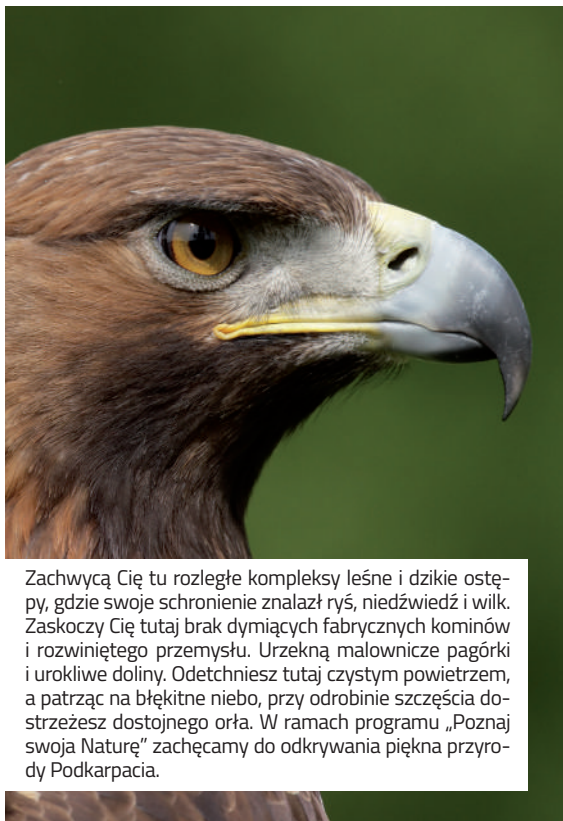 Zachwycą Cię tu rozległe kompleksy leśne i dzikie ostę-
py, gdzie swoje schronienie znalazł ryś, niedźwiedź i wilk.
Zaskoczy Cię tutaj brak dymiących fabrycznych kominów
i rozwiniętego przemysłu. Urzekną malownicze pagórki
i urokliwe doliny. Odetchniesz tutaj czystym powietrzem,
a patrząc na błękitne niebo, przy odrobinie szczęścia do-
strzeżesz dostojnego orła. W ramach programu „Poznaj
swoja Naturę” zachęcamy do odkrywania piękna przyro-
dy Podkarpacia.